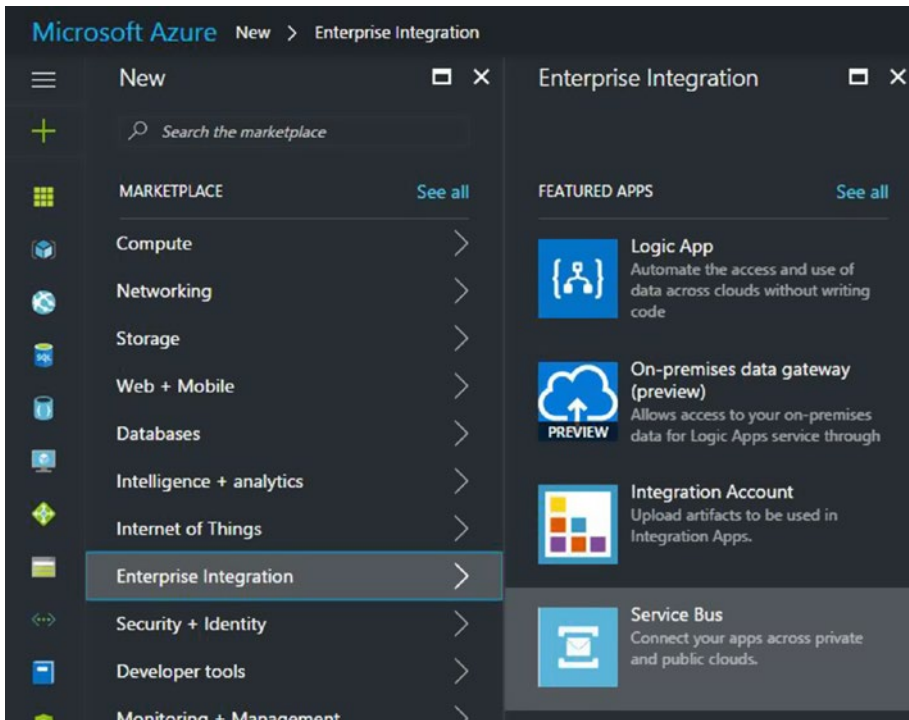 Microsoft Azure New > Enterprise Integration
New
Search the marketplace
MARKETPLACE See all
Compute
Networking
Storage
Web + Mobile
Databases
Intelligence + analytics
Internet of Things
Enterprise Integration
Security + Identity
Developer tools
Monitoring + Management
Enterprise Integration
FEATURED APPS See all
Logic App
Automate the access and use of
data across clouds without writing
code
On-premises data gateway
(preview)
Allows access to your on-premises
data for Logic Apps service through
PREVIEW
Integration Account
Upload artifacts to be used in
Integration Apps.
Service Bus
Connect your apps across private
and public clouds.
SQL